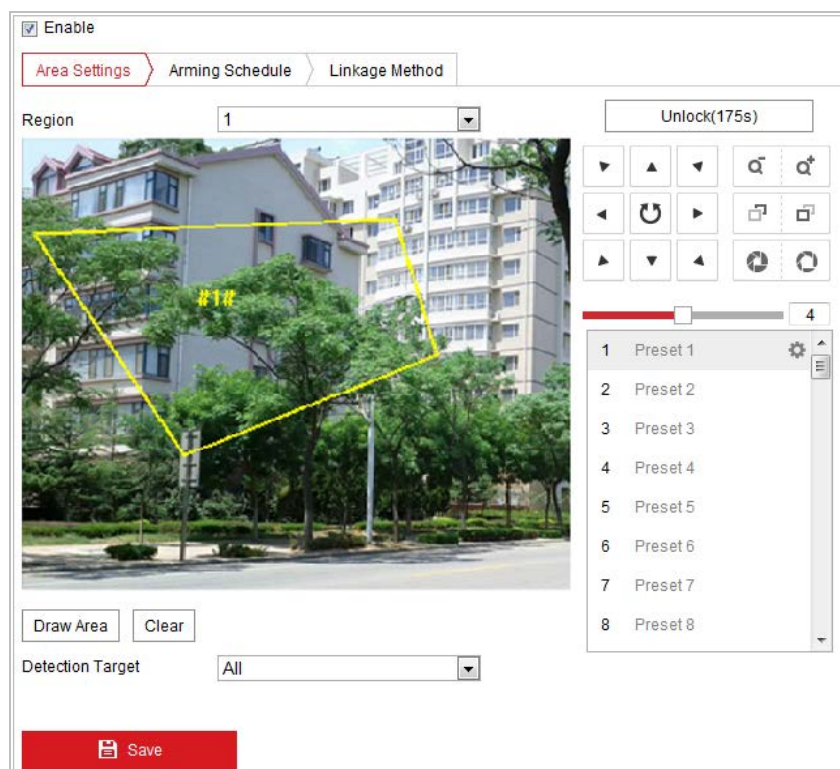 Enable
Area Settings Arming Schedule Linkage Method
Region 1
Unlock(175s)
#1#
4
1 Preset 1
2 Preset 2
3 Preset 3
4 Preset 4
5 Preset 5
6 Preset 6
7 Preset 7
8 Preset 8
Draw Area Clear
Detection Target All
Save